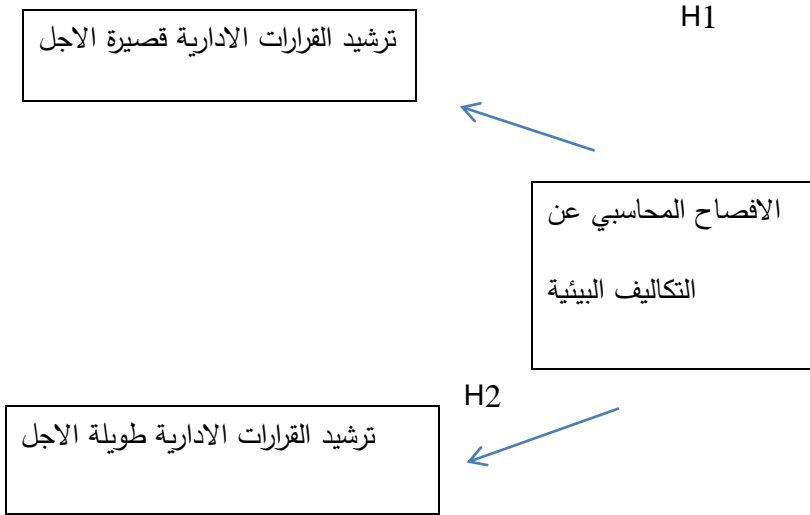 H1
ترشيد القرارات الادارية قصيرة الاجل
الافصاح المحاسبي عن
التكاليف البيئية
H2
ترشيد القرارات الادارية طويلة الاجل